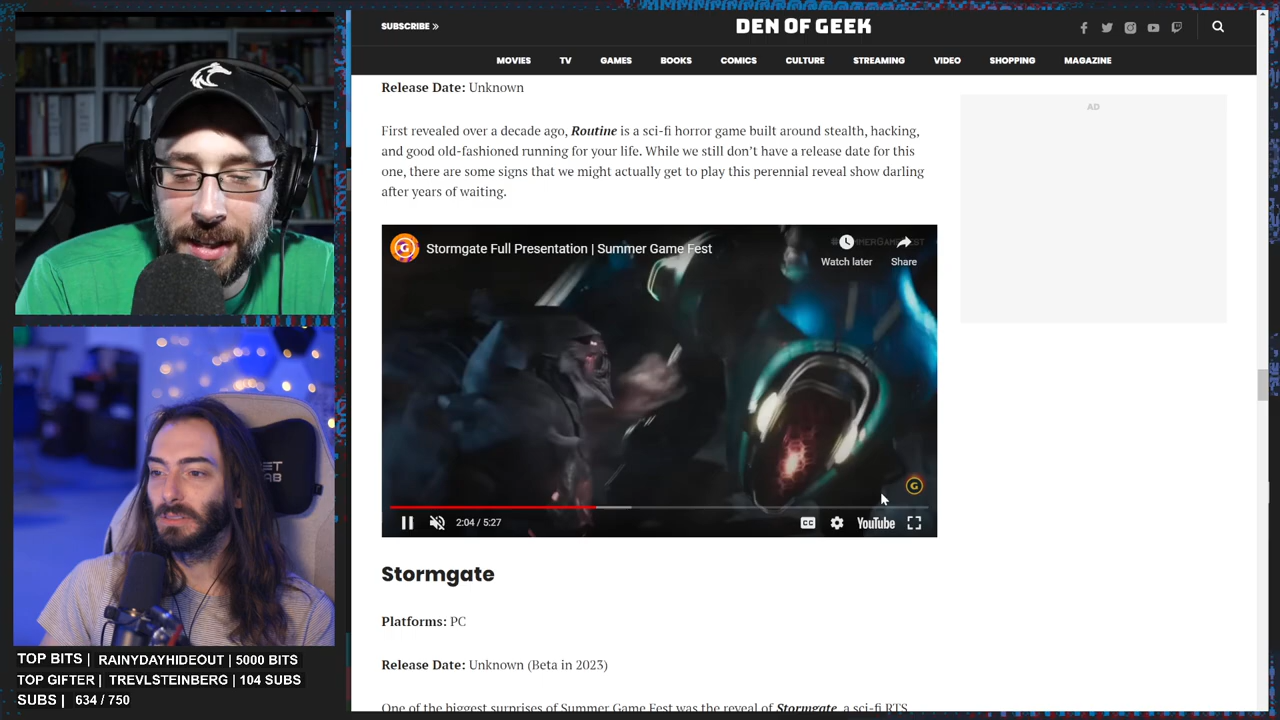 SUBSCRIBE »
DEN OF GEEK
MOVIES TV GAMES BOOKS COMICS CULTURE STREAMING VIDEO SHOPPING MAGAZINE
Release Date: Unknown
AD
First revealed over a decade ago, Routine is a sci-fi horror game built around stealth, hacking,
and good old-fashioned running for your life. While we still don't have a release date for this
one, there are some signs that we might actually get to play this perennial reveal show darling
after years of waiting.
G
Stormgate Full Presentation | Summer Game Fest
Watch later
Share
G
2:04 / 5:27
CC
YouTube
Stormgate
Platforms: PC
Release Date: Unknown (Beta in 2023)
One of the biggest surprises of Summer Game Fest was the reveal of Stormgate, a sci-fi RTS
TOP BITS | RAINYDAYHIDEOUT | 5000 BITS
TOP GIFTER | TREVLSTEINBERG | 104 SUBS
SUBS | 634 / 750